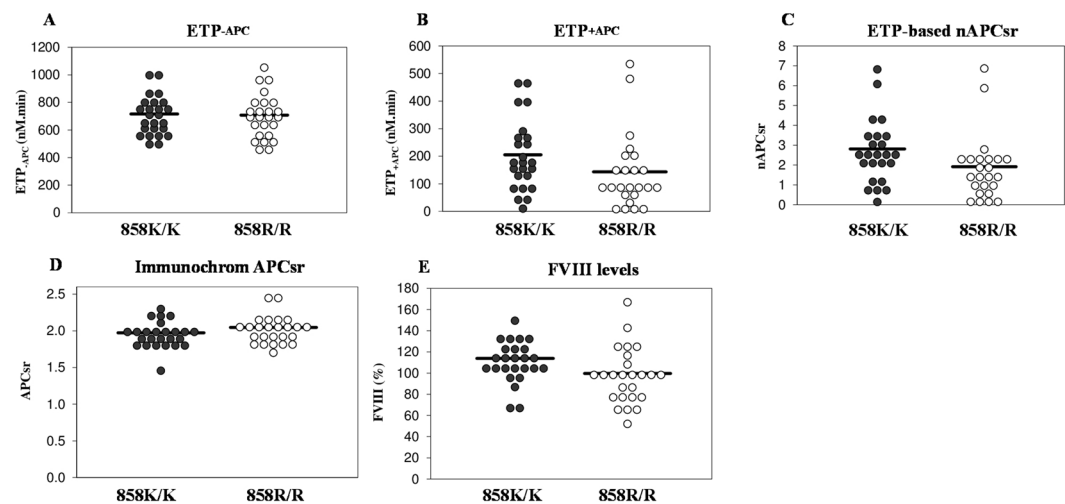 A
ETP-APC
ETP-APC (nM.min)
1200
1000
800
600
400
200
0
858K/K 858R/R
B
ETP+APC
ETP+APC (nM.min)
600
500
400
300
200
100
0
858K/K 858R/R
C
ETP-based nAPCsr
nAPCsr
8
7
6
5
4
3
2
1
0
858K/K 858R/R
D
Immunochrom APCsr
APCsr
2.5
2.0
1.5
1.0
0.5
0.0
858K/K 858R/R
E
FVIII levels
FVIII (%)
180
160
140
120
100
80
60
40
20
0
858K/K 858R/R